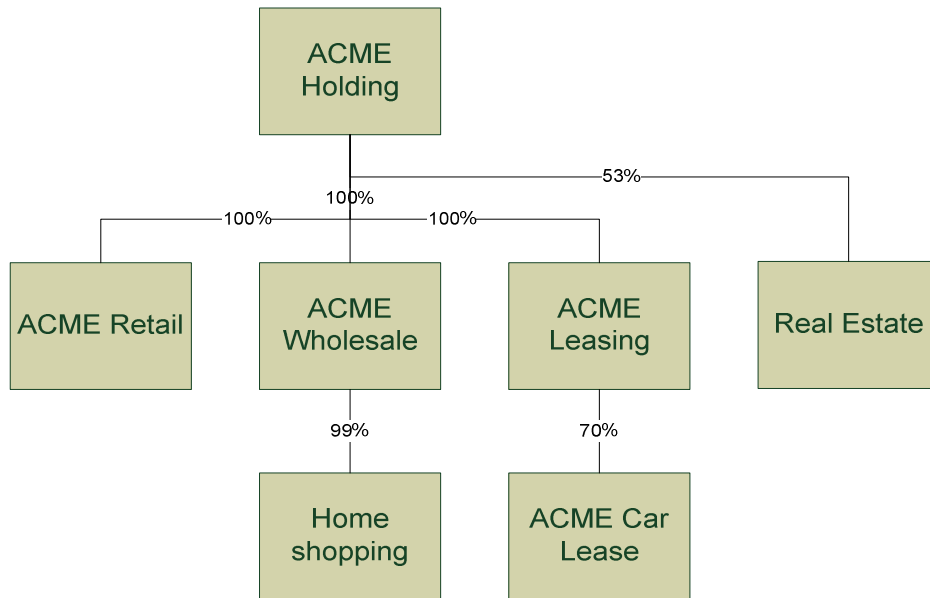 ACME
Holding
53%
100%
100%
100%
ACME Retail
ACME
Wholesale
ACME
Leasing
Real Estate
99%
70%
Home
shopping
ACME Car
Lease